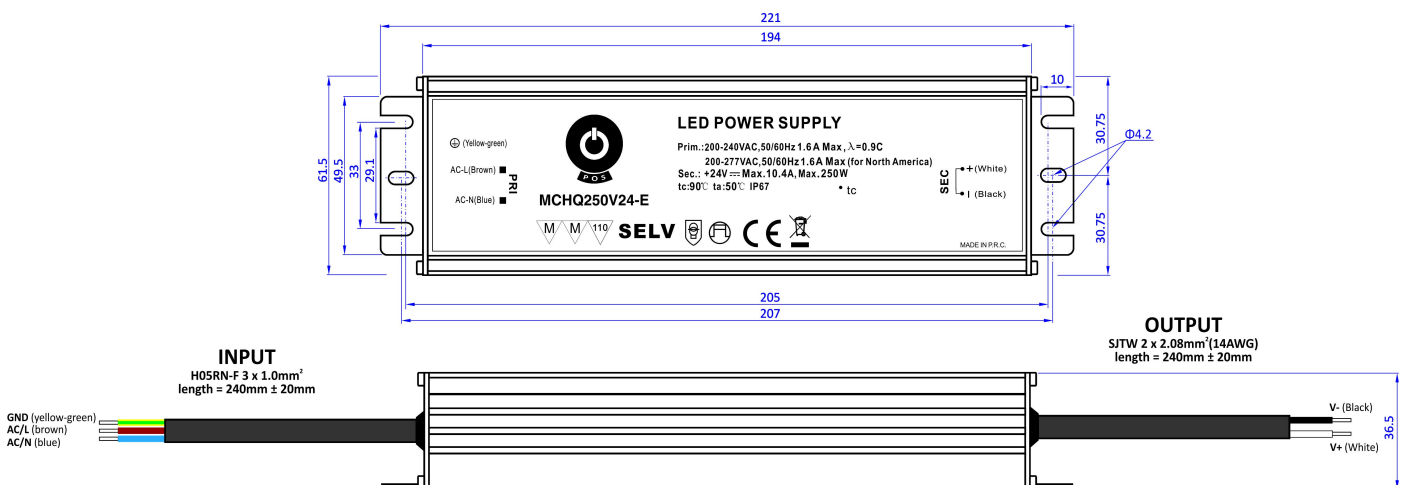 221
194
10
61.5
49.5
33
29.1
30.75
30.75
Φ4.2
(Yellow-green)
AC-L(Brown)
AC-N(Blue)
PRI
POS
MCHQ250V24-E
LED POWER SUPPLY
Prim.:200-240VAC,50/60Hz 1.6A Max, λ=0.9C
200-277VAC,50/60Hz 1.6A Max (for North America)
Sec.: +24V ⎓ Max.10.4A, Max.250W
tc:90℃ ta:50℃ IP67
• tc
SEC
+(White)
I (Black)
M M 110 SELV CE
MADE IN P.R.C.
205
207
INPUT
H05RN-F 3 x 1.0mm²
length = 240mm ± 20mm
OUTPUT
SJTW 2 x 2.08mm²(14AWG)
length = 240mm ± 20mm
GND (yellow-green)
AC/L (brown)
AC/N (blue)
V- (Black)
V+ (White)
36.5